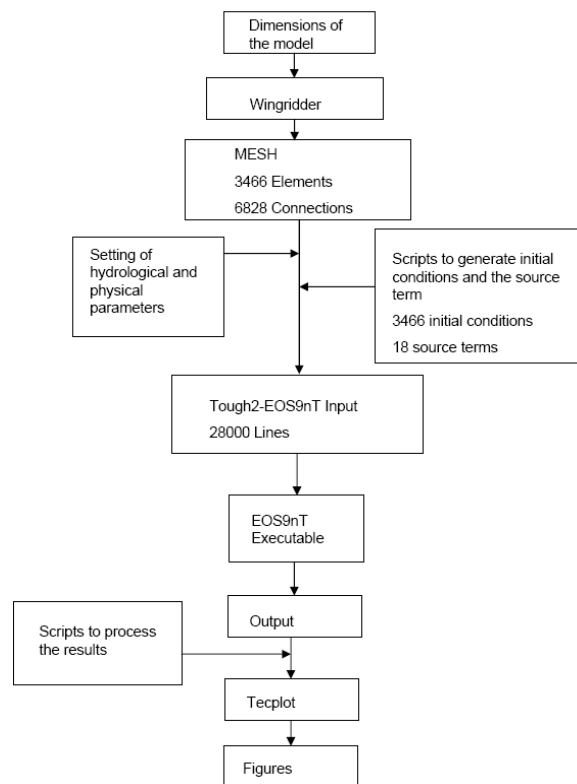 Dimensions of
the model
Wingridder
MESH
3466 Elements
6828 Connections
Setting of
hydrological and
physical
parameters
Scripts to generate initial
conditions and the source
term
3466 initial conditions
18 source terms
Tough2-EOS9nT Input
28000 Lines
EOS9nT
Executable
Output
Scripts to process
the results
Tecplot
Figures